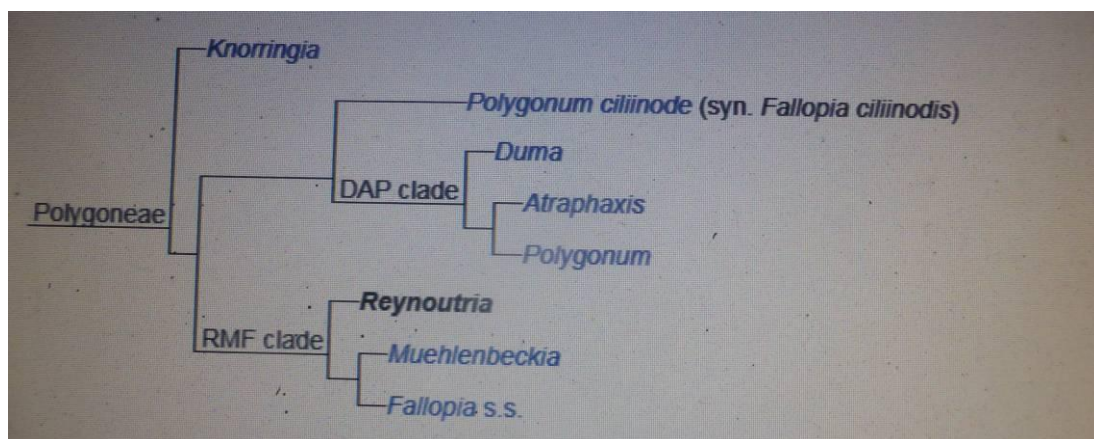 Knorringia
Polygonum ciliinode (syn. Fallopia ciliinodis)
Duma
DAP clade
Atraphaxis
Polygoneae
Polygonum
Reynoutria
RMF clade
Muehlenbeckia
Fallopia s.s.